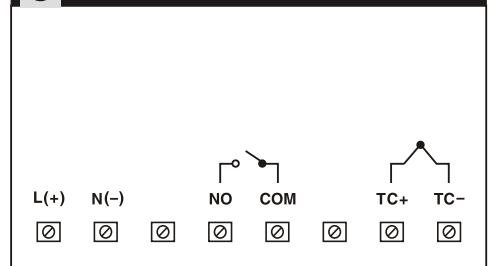 L(+) N(−) NO COM TC+ TC−